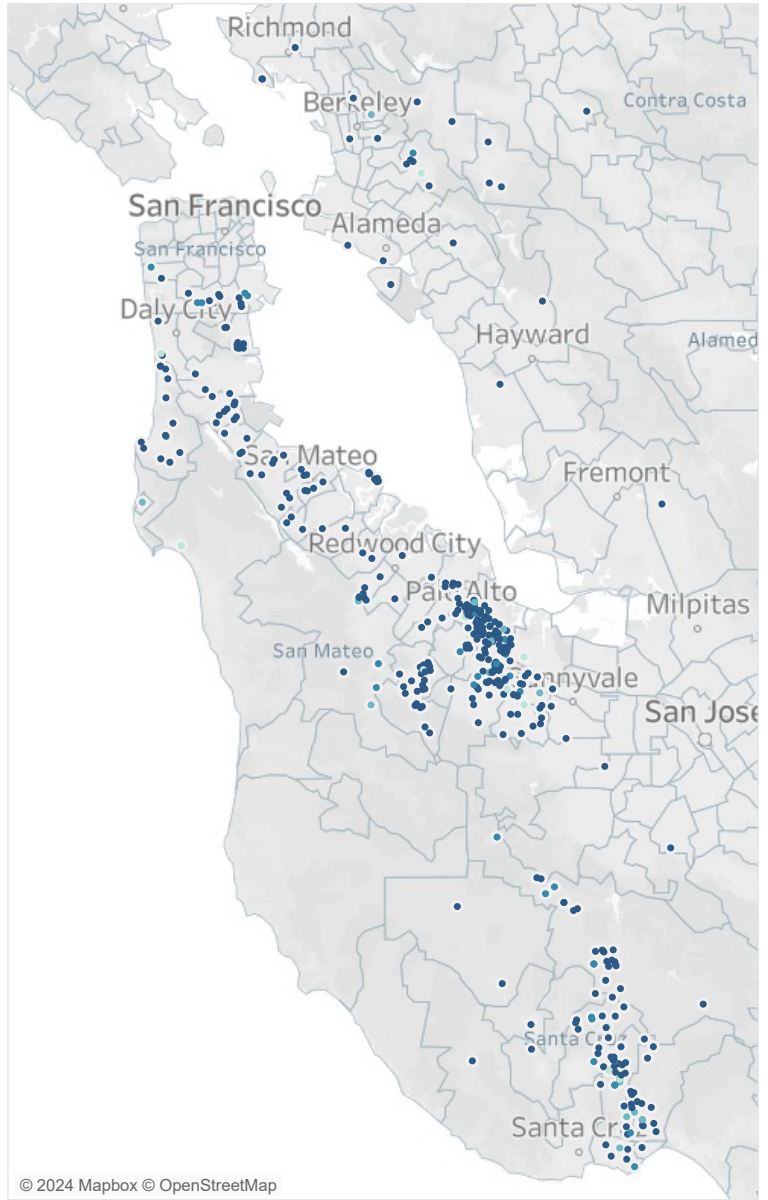 Richmond
Berkeley
Contra Costa
San Francisco
Alameda
San Francisco
Daly City
Hayward
Alamed
San Mateo
Fremont
Redwood City
Palo Alto
Milpitas
San Mateo
Sunnyvale
San Jose
Santa Cruz
Santa Cruz
© 2024 Mapbox © OpenStreetMap